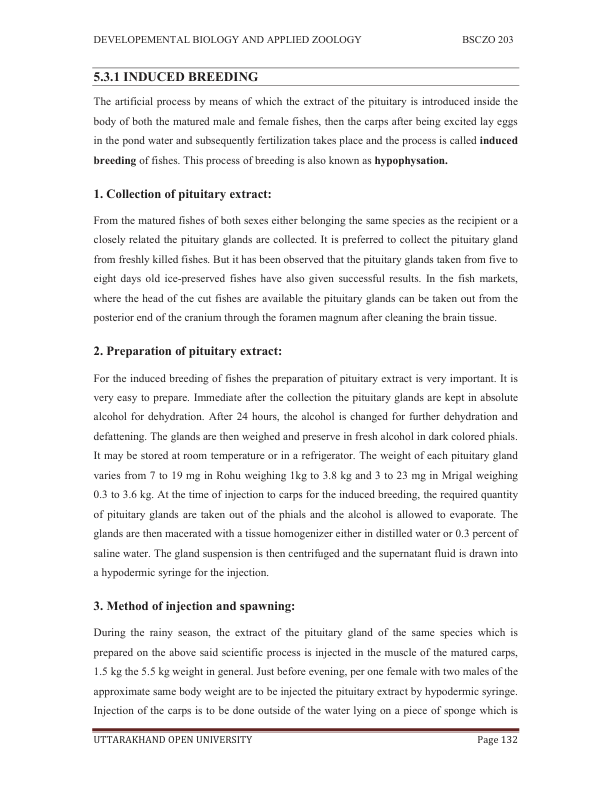 DEVELOPEMENTAL BIOLOGY AND APPLIED ZOOLOGY BSCZO 203
5.3.1 INDUCED BREEDING
The artificial process by means of which the extract of the pituitary is introduced inside the
body of both the matured male and female fishes, then the carps after being excited lay eggs
in the pond water and subsequently fertilization takes place and the process is called induced
breeding of fishes. This process of breeding is also known as hypophysation.
1. Collection of pituitary extract:
From the matured fishes of both sexes either belonging the same species as the recipient or a
closely related the pituitary glands are collected. It is preferred to collect the pituitary gland
from freshly killed fishes. But it has been observed that the pituitary glands taken from five to
eight days old ice-preserved fishes have also given successful results. In the fish markets,
where the head of the cut fishes are available the pituitary glands can be taken out from the
posterior end of the cranium through the foramen magnum after cleaning the brain tissue.
2. Preparation of pituitary extract:
For the induced breeding of fishes the preparation of pituitary extract is very important. It is
very easy to prepare. Immediate after the collection the pituitary glands are kept in absolute
alcohol for dehydration. After 24 hours, the alcohol is changed for further dehydration and
defattening. The glands are then weighed and preserve in fresh alcohol in dark colored phials.
It may be stored at room temperature or in a refrigerator. The weight of each pituitary gland
varies from 7 to 19 mg in Rohu weighing 1kg to 3.8 kg and 3 to 23 mg in Mrigal weighing
0.3 to 3.6 kg. At the time of injection to carps for the induced breeding, the required quantity
of pituitary glands are taken out of the phials and the alcohol is allowed to evaporate. The
glands are then macerated with a tissue homogenizer either in distilled water or 0.3 percent of
saline water. The gland suspension is then centrifuged and the supernatant fluid is drawn into
a hypodermic syringe for the injection.
3. Method of injection and spawning:
During the rainy season, the extract of the pituitary gland of the same species which is
prepared on the above said scientific process is injected in the muscle of the matured carps,
1.5 kg the 5.5 kg weight in general. Just before evening, per one female with two males of the
approximate same body weight are to be injected the pituitary extract by hypodermic syringe.
Injection of the carps is to be done outside of the water lying on a piece of sponge which is
UTTARAKHAND OPEN UNIVERSITY Page 132